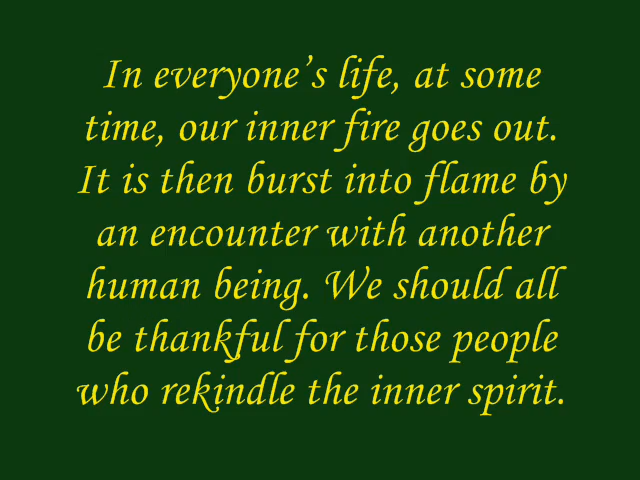 In everyone’s life, at some
time, our inner fire goes out.
It is then burst into flame by
an encounter with another
human being. We should all
be thankful for those people
who rekindle the inner spirit.